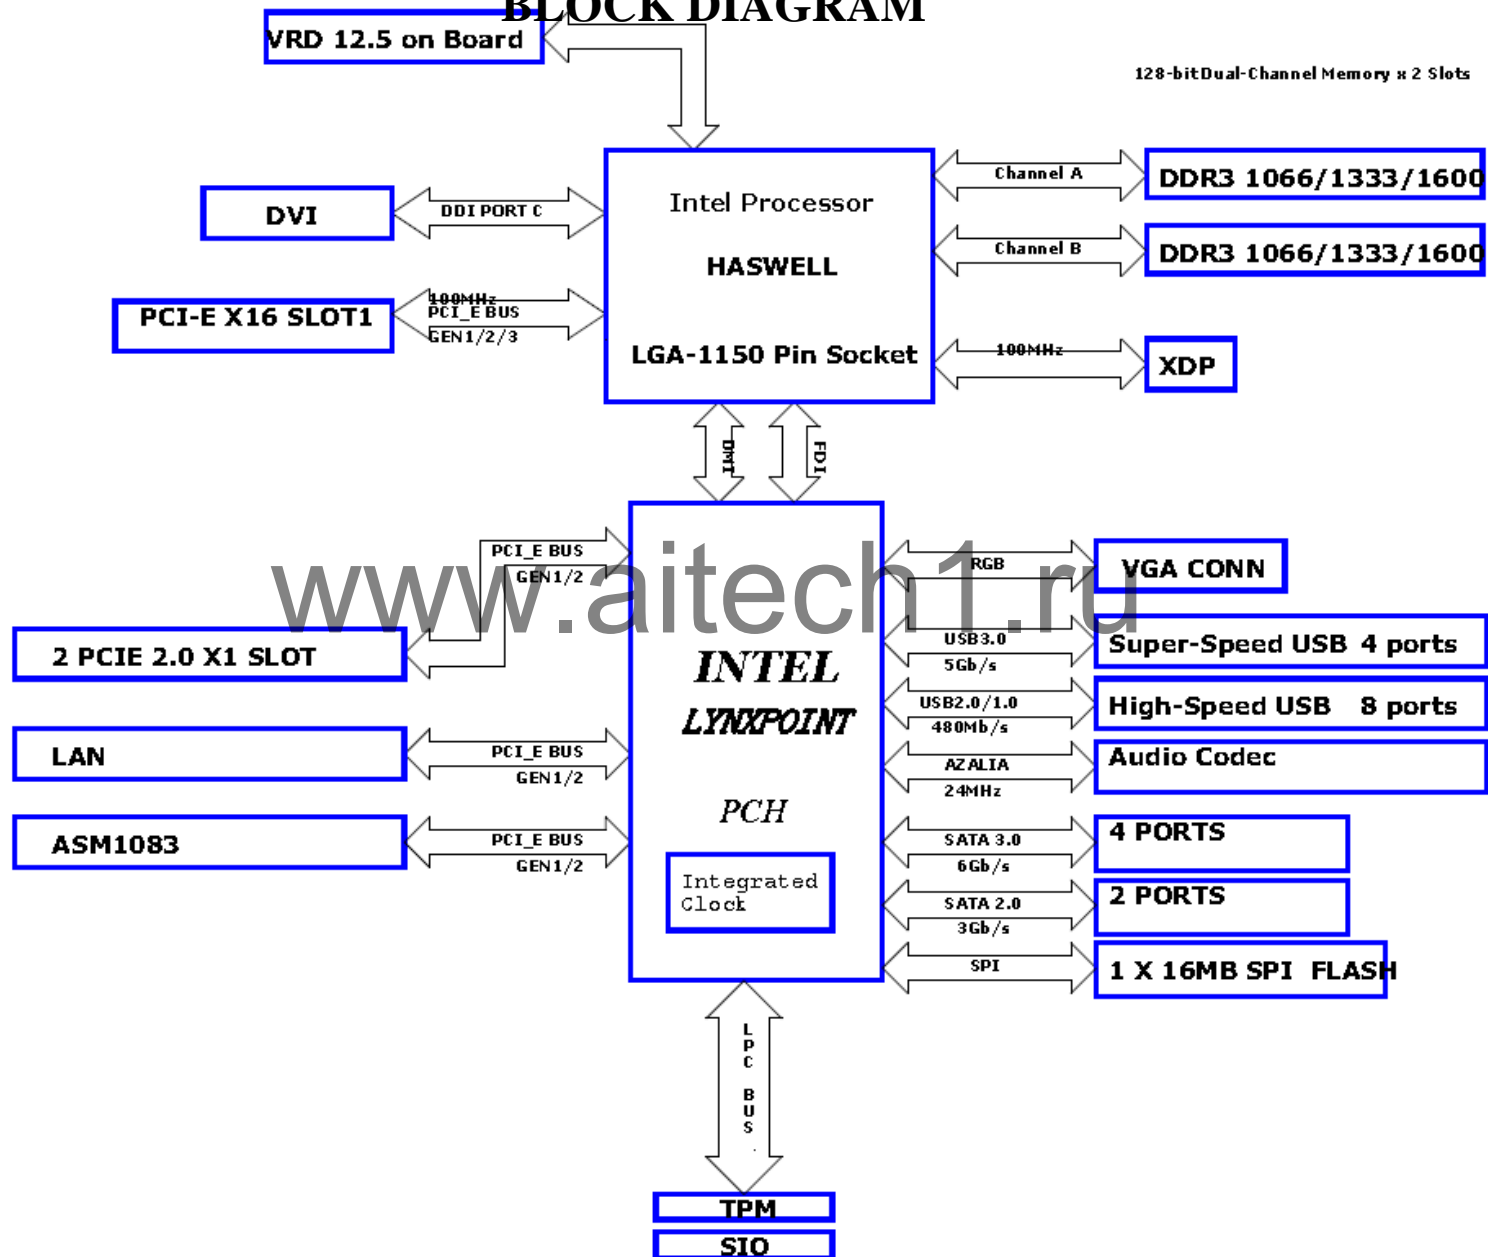 BLOCK DIAGRAM
VRD 12.5 on Board
128-bit Dual-Channel Memory x 2 Slots
Intel Processor
HASWELL
LGA-1150 Pin Socket
DVI
DDI PORT C
PCI-E X16 SLOT1
100MHz
PCI_E BUS
GEN1/2/3
Channel A
DDR3 1066/1333/1600
Channel B
DDR3 1066/1333/1600
100MHz
XDP
DMI
FDI
PCI_E BUS
GEN1/2
2 PCIE 2.0 X1 SLOT
LAN
PCI_E BUS
GEN1/2
ASM1083
PCI_E BUS
GEN1/2
www.aitech1.ru
INTEL
LYNXPOINT
PCH
Integrated
Clock
RGB
VGA CONN
USB3.0
5Gb/s
Super-Speed USB 4 ports
USB2.0/1.0
480Mb/s
High-Speed USB 8 ports
AZALIA
24MHz
Audio Codec
SATA 3.0
6Gb/s
4 PORTS
SATA 2.0
3Gb/s
2 PORTS
SPI
1 X 16MB SPI FLASH
LPC BUS
TPM
SIO